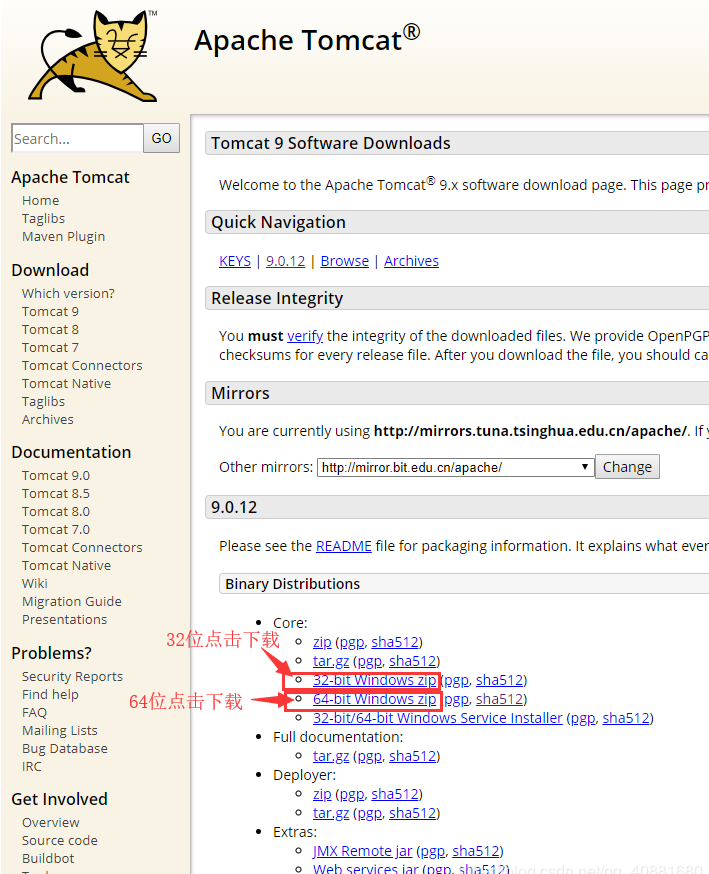 TM
Apache Tomcat®
Search...
GO
Apache Tomcat
Home
Taglibs
Maven Plugin
Download
Which version?
Tomcat 9
Tomcat 8
Tomcat 7
Tomcat Connectors
Tomcat Native
Taglibs
Archives
Documentation
Tomcat 9.0
Tomcat 8.5
Tomcat 8.0
Tomcat 7.0
Tomcat Connectors
Tomcat Native
Wiki
Migration Guide
Presentations
Problems?
Security Reports
Find help
FAQ
Mailing Lists
Bug Database
IRC
Get Involved
Overview
Source code
Buildbot
Tomcat 9 Software Downloads
Welcome to the Apache Tomcat® 9.x software download page. This page pr
Quick Navigation
KEYS | 9.0.12 | Browse | Archives
Release Integrity
You must verify the integrity of the downloaded files. We provide OpenPGP
checksums for every release file. After you download the file, you should ca
Mirrors
You are currently using http://mirrors.tuna.tsinghua.edu.cn/apache/. If y
Other mirrors: http://mirror.bit.edu.cn/apache/ Change
9.0.12
Please see the README file for packaging information. It explains what ever
Binary Distributions
Core:
zip (pgp, sha512)
tar.gz (pgp, sha512)
32位点击下载
32-bit Windows zip (pgp, sha512)
64位点击下载
64-bit Windows zip (pgp, sha512)
32-bit/64-bit Windows Service Installer (pgp, sha512)
Full documentation:
tar.gz (pgp, sha512)
Deployer:
zip (pgp, sha512)
tar.gz (pgp, sha512)
Extras:
JMX Remote jar (pgp, sha512)
Web services jar (pgp, sha512)